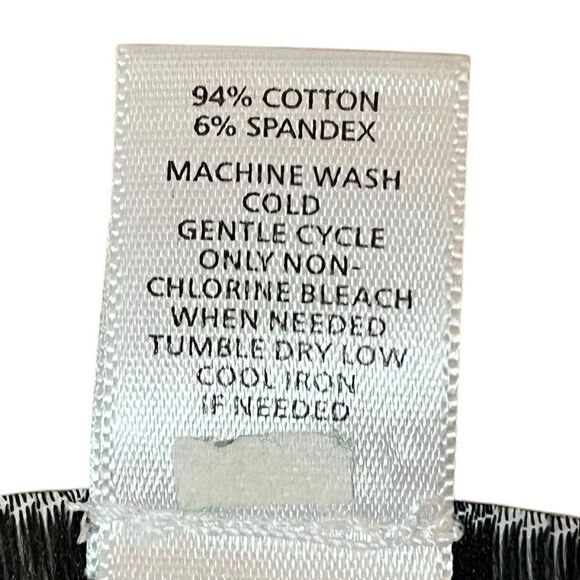 94% COTTON
6% SPANDEX
MACHINE WASH
COLD
GENTLE CYCLE
ONLY NON-
CHLORINE BLEACH
WHEN NEEDED
TUMBLE DRY LOW
COOL IRON
IF NEEDED